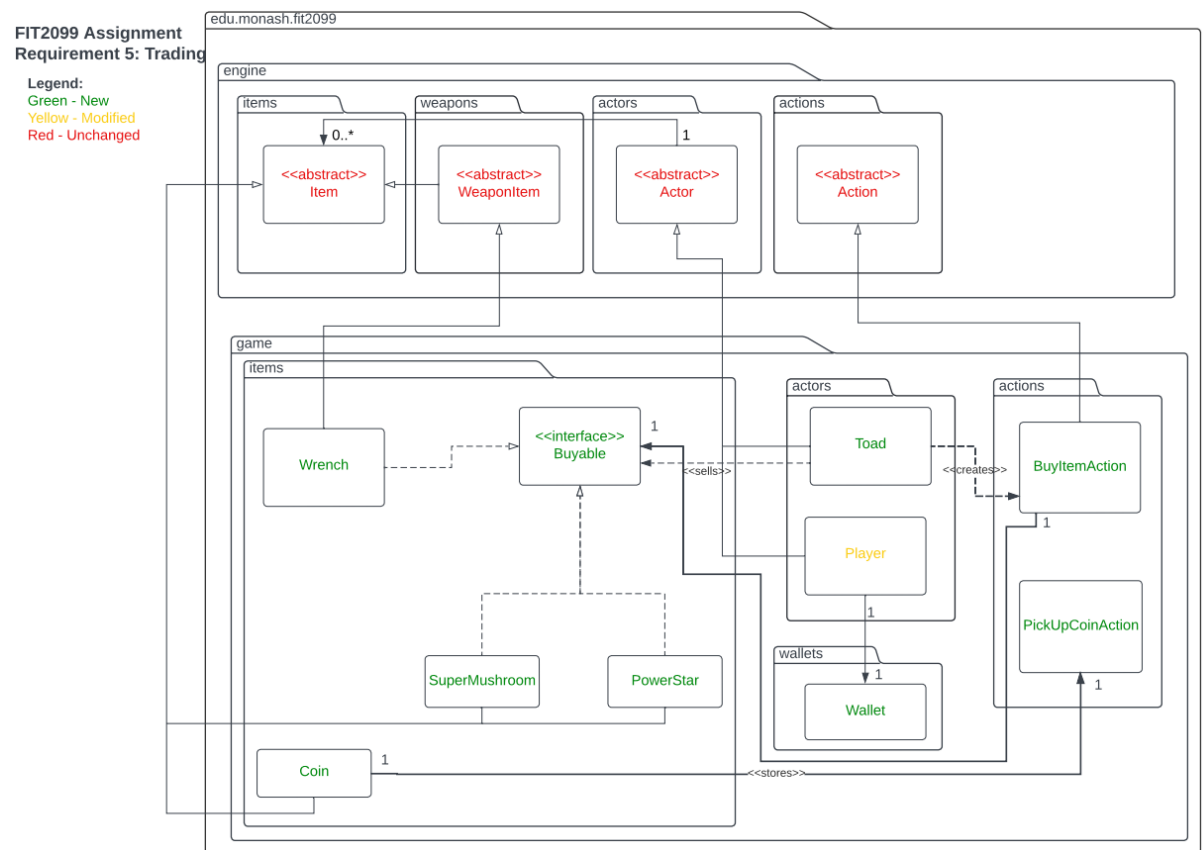 edu.monash.fit2099
FIT2099 Assignment
Requirement 5: Trading
Legend:
Green - New
Yellow - Modified
Red - Unchanged
engine
items
weapons
actors
actions
0..*
1
<<abstract>>
Item
<<abstract>>
WeaponItem
<<abstract>>
Actor
<<abstract>>
Action
game
items
actors
actions
Wrench
<<interface>>
Buyable
1
<<sells>>
Toad
<<creates>>
BuyItemAction
1
Player
1
PickUpCoinAction
1
wallets
1
Wallet
SuperMushroom
PowerStar
Coin
1
<<stores>>